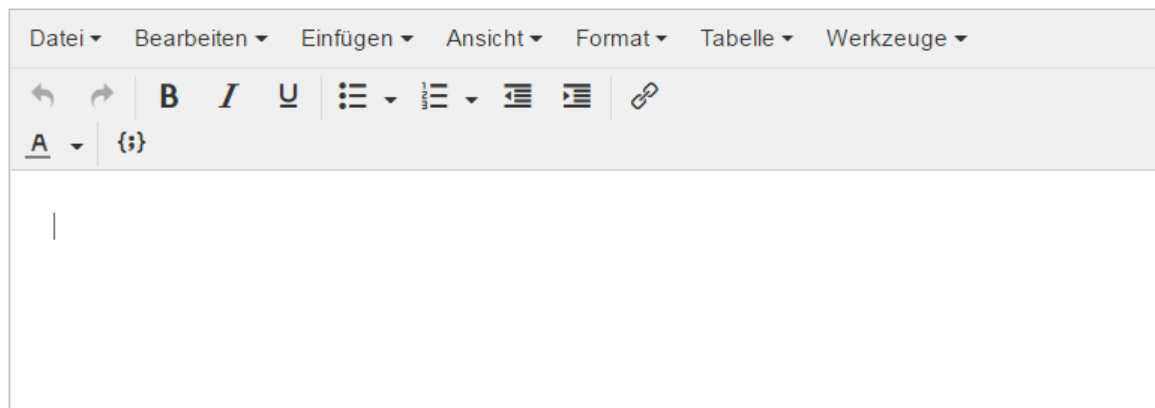 Datei Bearbeiten Einfügen Ansicht Format Tabelle Werkzeuge
B I U
A {;}